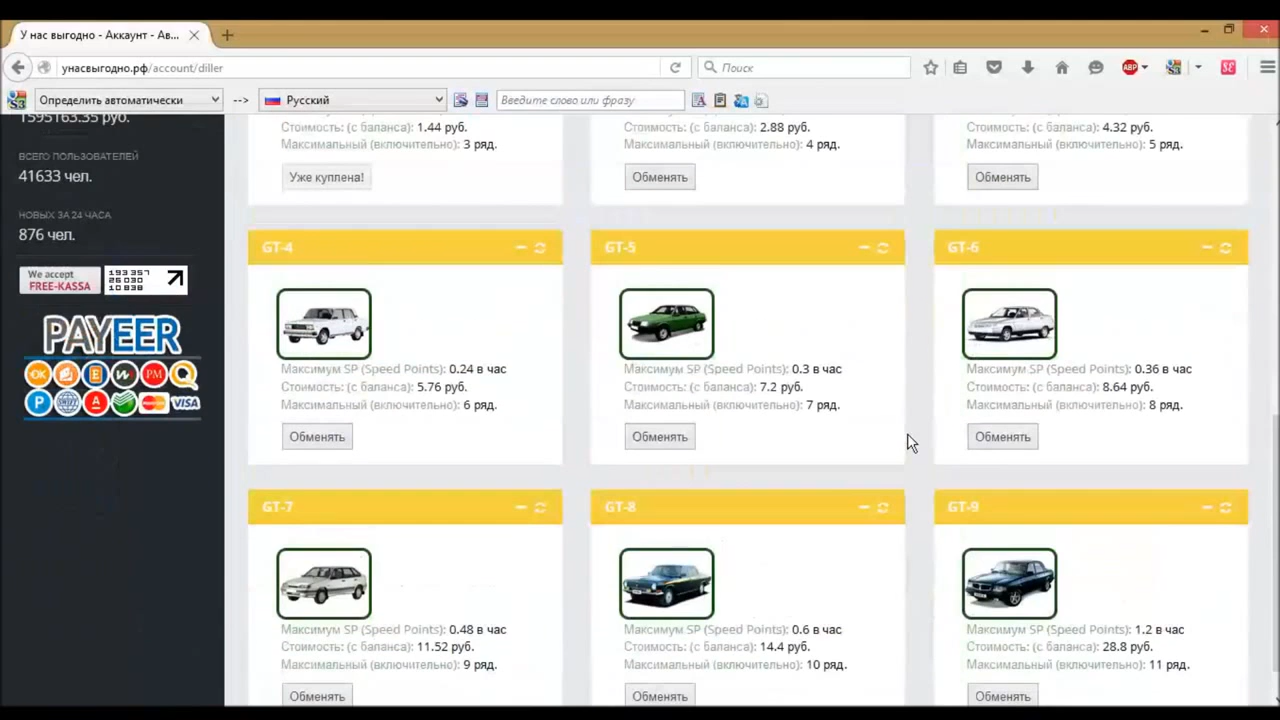 У нас выгодно - Аккаунт - Ав...
унасвыгодно.рф/account/diller
Поиск
ABP
Определить автоматически
-->
Русский
Введите слово или фразу
1595163.35 руб.
ВСЕГО ПОЛЬЗОВАТЕЛЕЙ
41633 чел.
НОВЫХ ЗА 24 ЧАСА
876 чел.
We accept
FREE-KASSA
193 357
26 030
10 838
PAYEER
VISA
Стоимость: (с баланса): 1.44 руб.
Максимальный (включительно): 3 ряд.
Уже куплена!
Стоимость: (с баланса): 2.88 руб.
Максимальный (включительно): 4 ряд.
Обменять
Стоимость: (с баланса): 4.32 руб.
Максимальный (включительно): 5 ряд.
Обменять
GT-4
Максимум SP (Speed Points): 0.24 в час
Стоимость: (с баланса): 5.76 руб.
Максимальный (включительно): 6 ряд.
Обменять
GT-5
Максимум SP (Speed Points): 0.3 в час
Стоимость: (с баланса): 7.2 руб.
Максимальный (включительно): 7 ряд.
Обменять
GT-6
Максимум SP (Speed Points): 0.36 в час
Стоимость: (с баланса): 8.64 руб.
Максимальный (включительно): 8 ряд.
Обменять
GT-7
Максимум SP (Speed Points): 0.48 в час
Стоимость: (с баланса): 11.52 руб.
Максимальный (включительно): 9 ряд.
Обменять
GT-8
Максимум SP (Speed Points): 0.6 в час
Стоимость: (с баланса): 14.4 руб.
Максимальный (включительно): 10 ряд.
Обменять
GT-9
Максимум SP (Speed Points): 1.2 в час
Стоимость: (с баланса): 28.8 руб.
Максимальный (включительно): 11 ряд.
Обменять